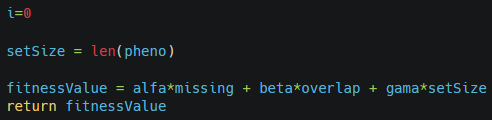 i=0
setSize = len(pheno)
fitnessValue = alfa*missing + beta*overlap + gama*setSize
return fitnessValue